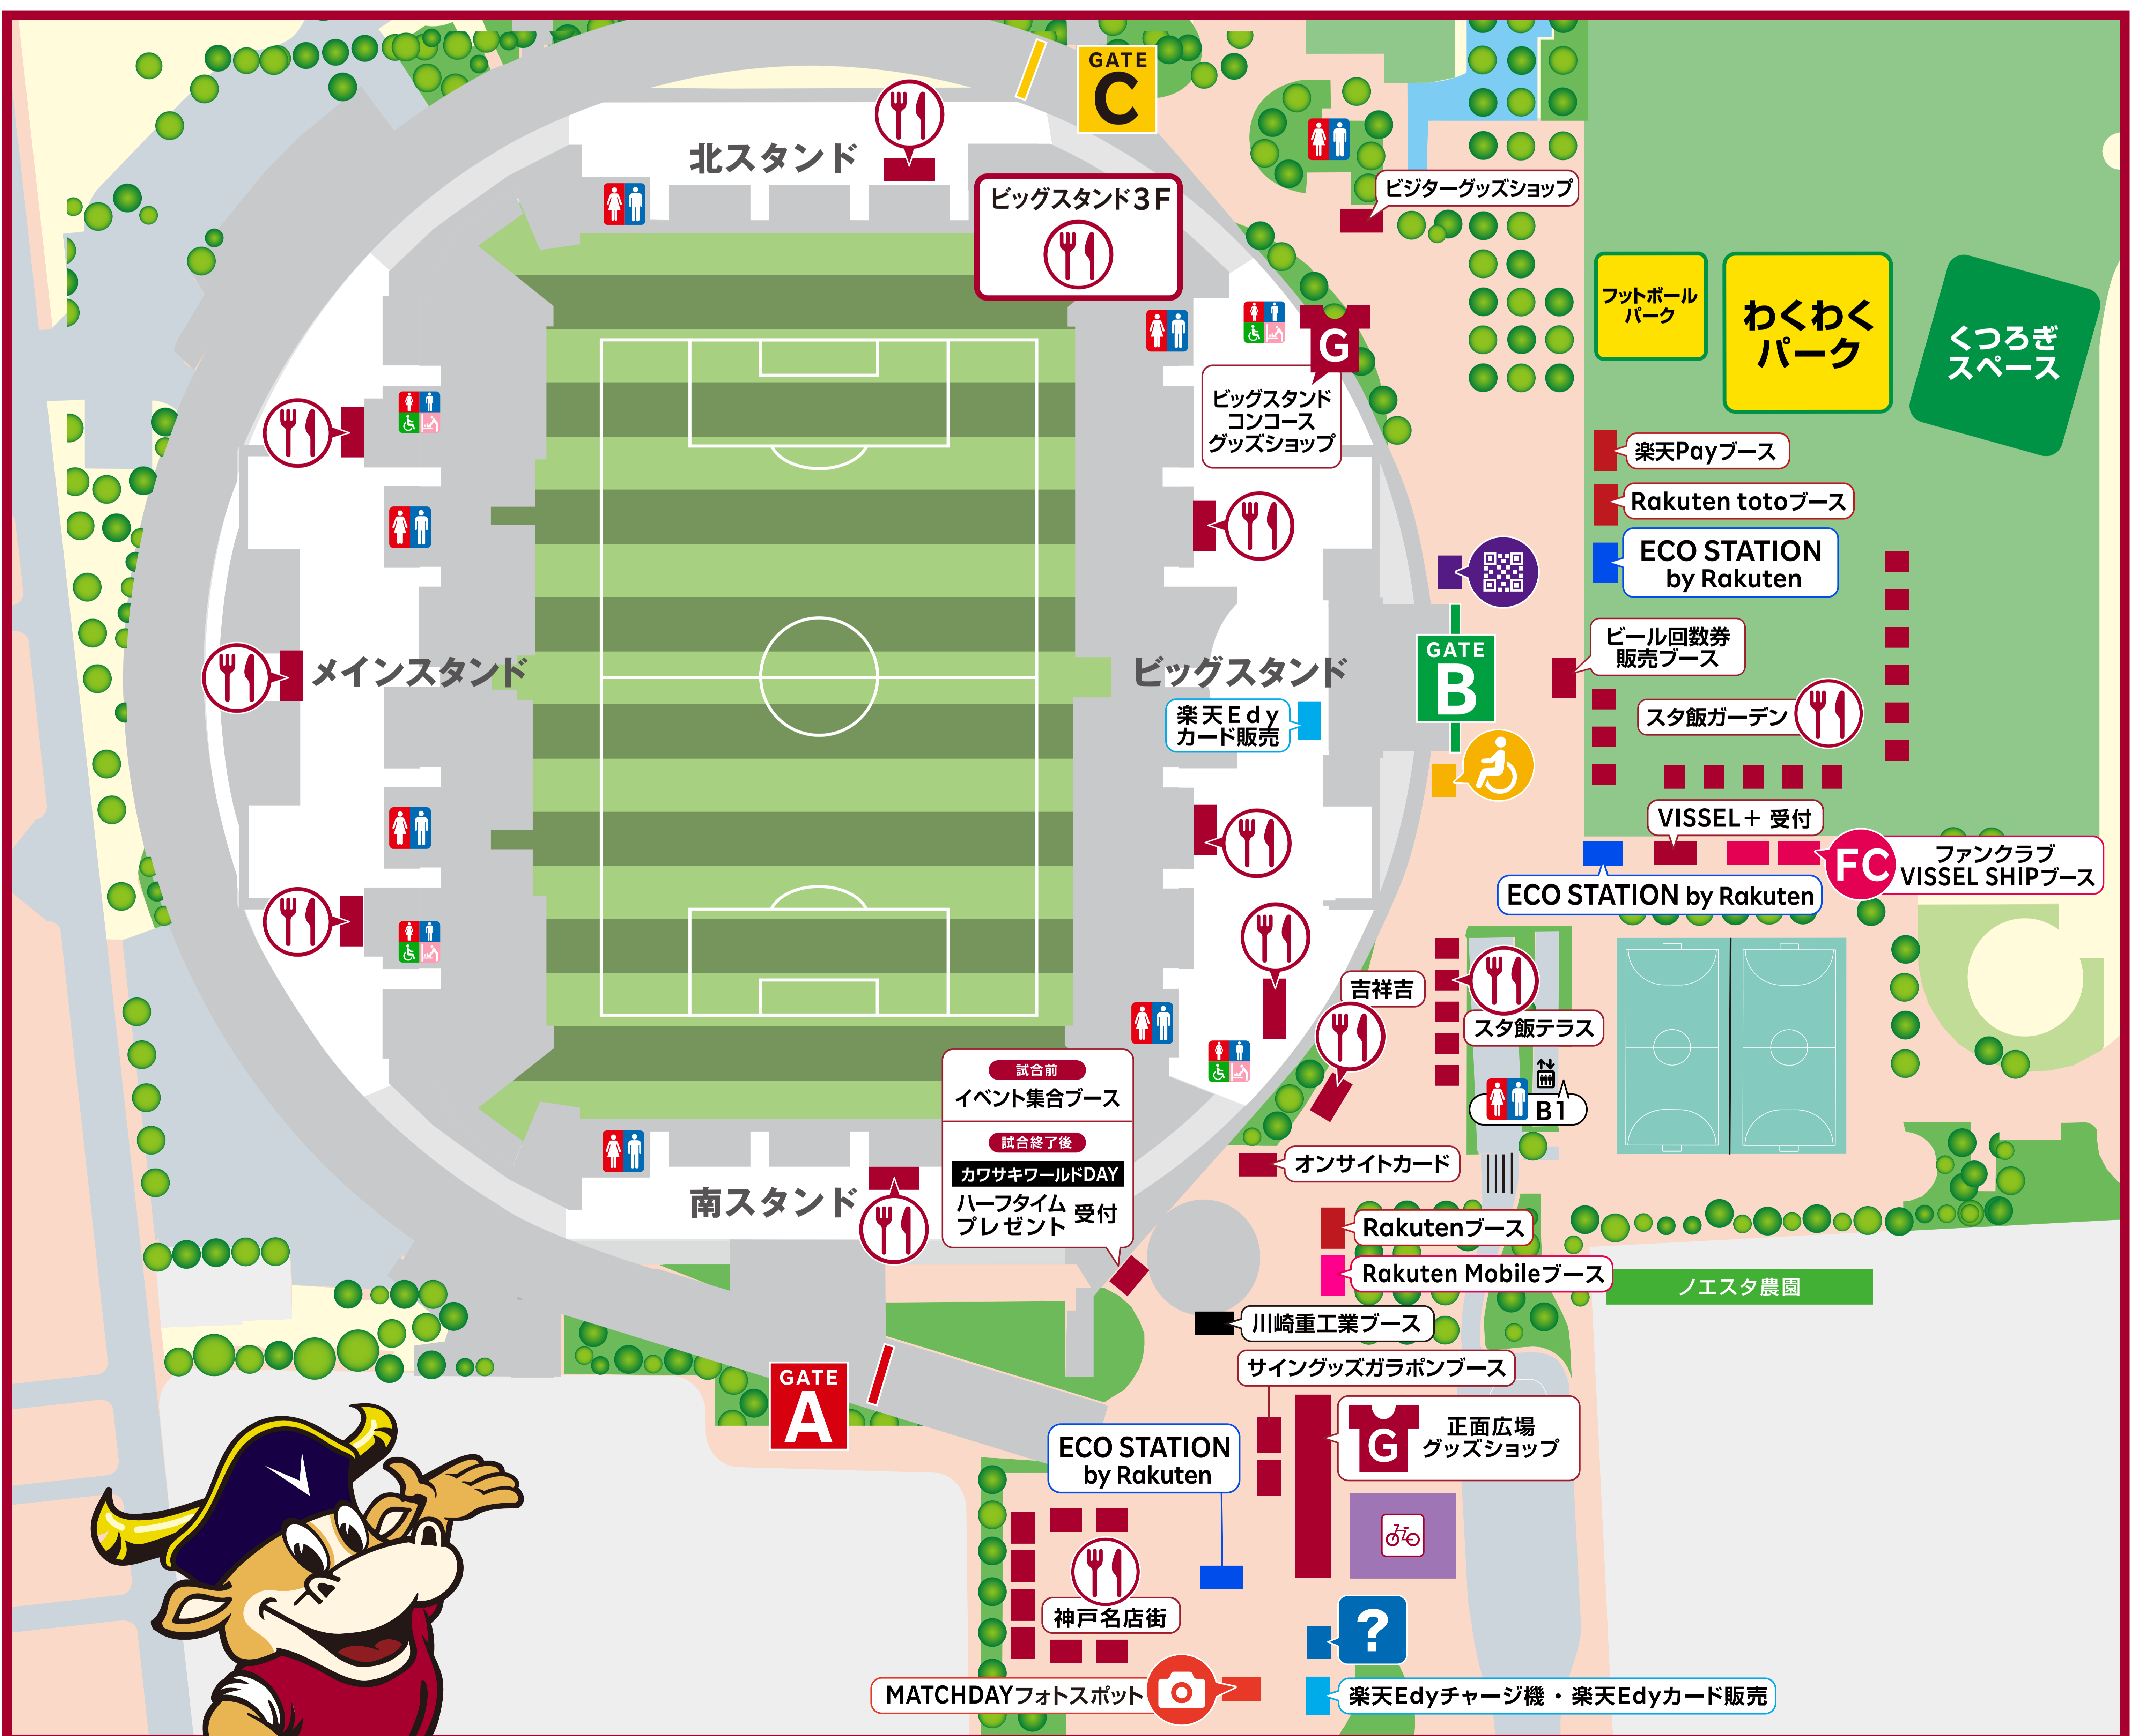 GATE
C
北スタンド
ビッグスタンド3F
ビジターグッズショップ
フットボール
パーク
わくわく
パーク
くつろぎ
スペース
G
ビッグスタンド
コンコース
グッズショップ
楽天Payブース
Rakuten totoブース
ECO STATION
by Rakuten
ビール回数券
販売ブース
GATE
B
メインスタンド
ビッグスタンド
楽天Edy
カード販売
スタ飯ガーデン
VISSEL＋ 受付
FC
ファンクラブ
VISSEL SHIPブース
ECO STATION by Rakuten
吉祥吉
スタ飯テラス
B1
試合前
イベント集合ブース
試合終了後
カワサキワールドDAY
ハーフタイム
プレゼント 受付
オンサイトカード
南スタンド
Rakutenブース
Rakuten Mobileブース
ノエスタ農園
川崎重工業ブース
サイングッズガラポンブース
GATE
A
G
正面広場
グッズショップ
ECO STATION
by Rakuten
神戸名店街
?
MATCHDAYフォトスポット
楽天Edyチャージ機・楽天Edyカード販売